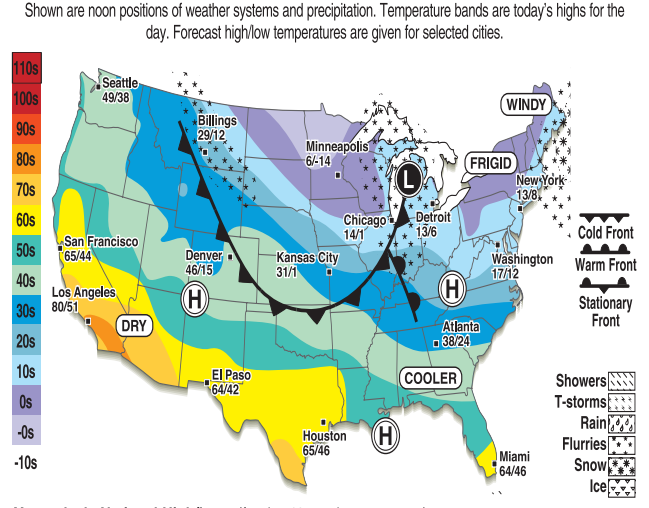 Shown are noon positions of weather systems and precipitation. Temperature bands are today's highs for the
day. Forecast high/low temperatures are given for selected cities.
110s
100s
90s
80s
70s
60s
50s
40s
30s
20s
10s
0s
-0s
-10s
Seattle
49/38
Billings
29/12
Minneapolis
6/-14
WINDY
FRIGID
L
New York
13/8
Chicago
14/1
Detroit
13/6
San Francisco
65/44
Denver
46/15
Kansas City
31/1
Washington
17/12
Los Angeles
80/51
H
H
DRY
Atlanta
38/24
El Paso
64/42
COOLER
Houston
65/46
H
Miami
64/46
Cold Front
Warm Front
Stationary
Front
Showers
T-storms
Rain
Flurries
Snow
Ice